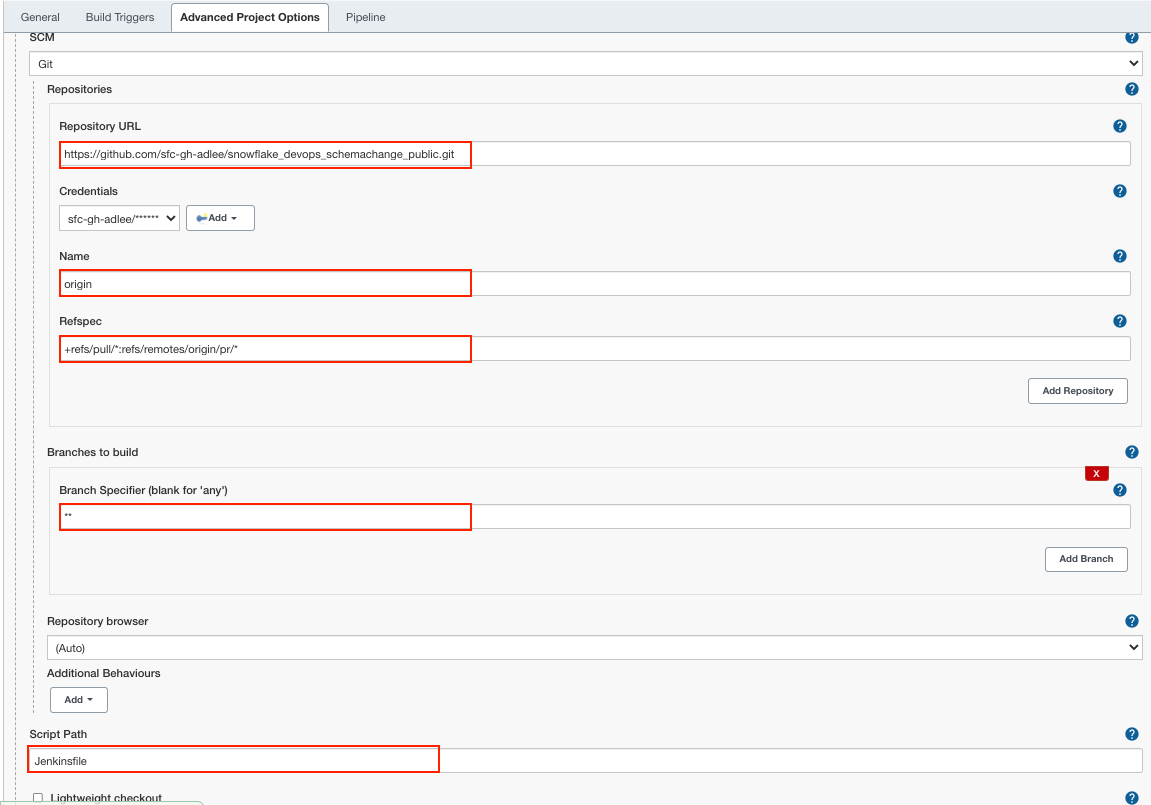 General Build Triggers Advanced Project Options Pipeline
SCM
Git
Repositories
Repository URL
https://github.com/sfc-gh-adlee/snowflake_devops_schemachange_public.git
Credentials
sfc-gh-adlee/****** Add
Name
origin
Refspec
+refs/pull/*:refs/remotes/origin/pr/*
Add Repository
Branches to build
X
Branch Specifier (blank for 'any')
**
Add Branch
Repository browser
(Auto)
Additional Behaviours
Add
Script Path
Jenkinsfile
Lightweight checkout